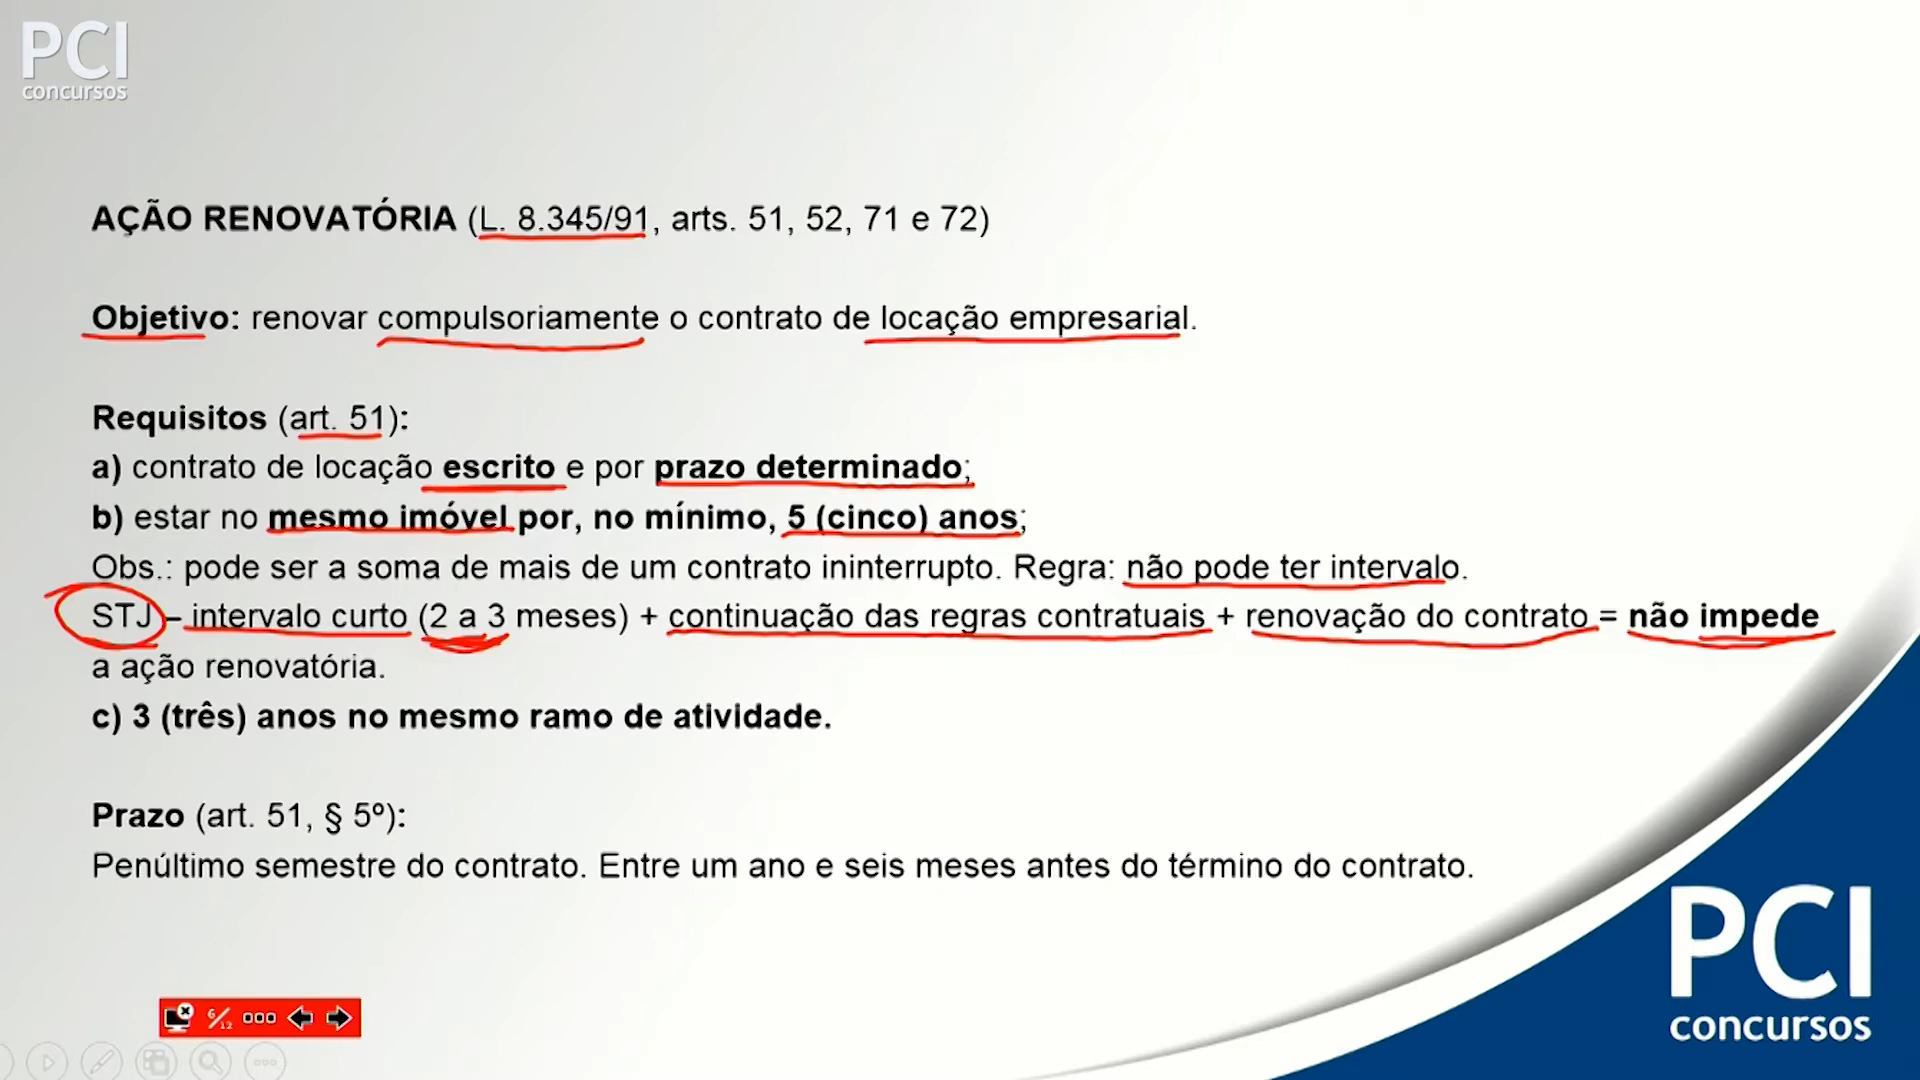 PCI
concursos
AÇÃO RENOVATÓRIA (L. 8.345/91, arts. 51, 52, 71 e 72)
Objetivo: renovar compulsoriamente o contrato de locação empresarial.
Requisitos (art. 51):
a) contrato de locação escrito e por prazo determinado;
b) estar no mesmo imóvel por, no mínimo, 5 (cinco) anos;
Obs.: pode ser a soma de mais de um contrato ininterrupto. Regra: não pode ter intervalo.
STJ – intervalo curto (2 a 3 meses) + continuação das regras contratuais + renovação do contrato = não impede
a ação renovatória.
c) 3 (três) anos no mesmo ramo de atividade.
Prazo (art. 51, § 5º):
Penúltimo semestre do contrato. Entre um ano e seis meses antes do término do contrato.
PCI
concursos
6/12